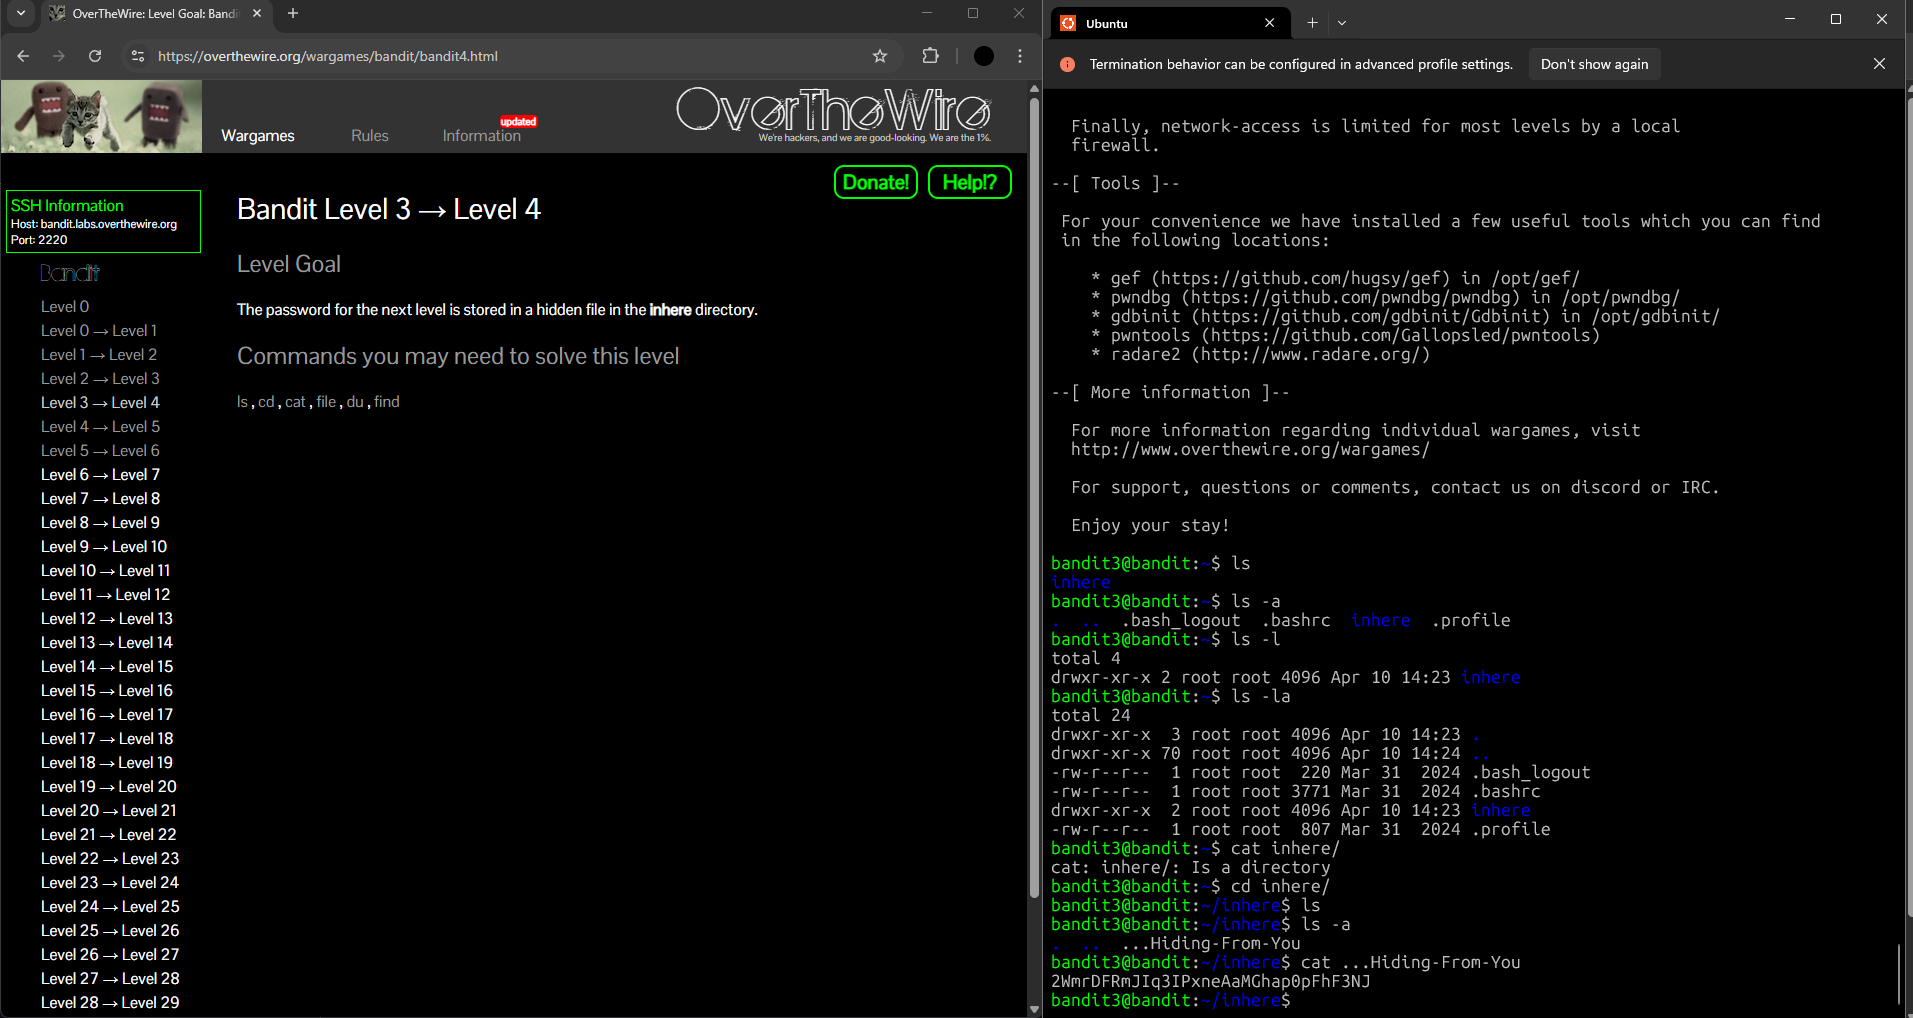 OverTheWire: Level Goal: Bandi
https://overthewire.org/wargames/bandit/bandit4.html
Wargames
Rules
Information
updated
OverTheWire
We're hackers, and we are good-looking. We are the 1%.
Donate!
Help!?
SSH Information
Host: bandit.labs.overthewire.org
Port: 2220
Bandit
Level 0
Level 0 → Level 1
Level 1 → Level 2
Level 2 → Level 3
Level 3 → Level 4
Level 4 → Level 5
Level 5 → Level 6
Level 6 → Level 7
Level 7 → Level 8
Level 8 → Level 9
Level 9 → Level 10
Level 10 → Level 11
Level 11 → Level 12
Level 12 → Level 13
Level 13 → Level 14
Level 14 → Level 15
Level 15 → Level 16
Level 16 → Level 17
Level 17 → Level 18
Level 18 → Level 19
Level 19 → Level 20
Level 20 → Level 21
Level 21 → Level 22
Level 22 → Level 23
Level 23 → Level 24
Level 24 → Level 25
Level 25 → Level 26
Level 26 → Level 27
Level 27 → Level 28
Level 28 → Level 29
Bandit Level 3 → Level 4
Level Goal
The password for the next level is stored in a hidden file in the inhere directory.
Commands you may need to solve this level
ls , cd , cat , file , du , find
Ubuntu
Termination behavior can be configured in advanced profile settings.
Don't show again
Finally, network-access is limited for most levels by a local
firewall.
--[ Tools ]--
For your convenience we have installed a few useful tools which you can find
in the following locations:
* gef (https://github.com/hugsy/gef) in /opt/gef/
* pwndbg (https://github.com/pwndbg/pwndbg) in /opt/pwndbg/
* gdbinit (https://github.com/gdbinit/Gdbinit) in /opt/gdbinit/
* pwntools (https://github.com/Gallopsled/pwntools)
* radare2 (http://www.radare.org/)
--[ More information ]--
For more information regarding individual wargames, visit
http://www.overthewire.org/wargames/
For support, questions or comments, contact us on discord or IRC.
Enjoy your stay!
bandit3@bandit:~$ ls
inhere
bandit3@bandit:~$ ls -a
.  ..  .bash_logout  .bashrc  inhere  .profile
bandit3@bandit:~$ ls -l
total 4
drwxr-xr-x 2 root root 4096 Apr 10 14:23 inhere
bandit3@bandit:~$ ls -la
total 24
drwxr-xr-x  3 root root 4096 Apr 10 14:23 .
drwxr-xr-x 70 root root 4096 Apr 10 14:24 ..
-rw-r--r--  1 root root  220 Mar 31  2024 .bash_logout
-rw-r--r--  1 root root 3771 Mar 31  2024 .bashrc
drwxr-xr-x  2 root root 4096 Apr 10 14:23 inhere
-rw-r--r--  1 root root  807 Mar 31  2024 .profile
bandit3@bandit:~$ cat inhere/
cat: inhere/: Is a directory
bandit3@bandit:~$ cd inhere/
bandit3@bandit:~/inhere$ ls
bandit3@bandit:~/inhere$ ls -a
.  ..  ...Hiding-From-You
bandit3@bandit:~/inhere$ cat ...Hiding-From-You
2WmrDFRmJIq3IPxneAaMGhap0pFhF3NJ
bandit3@bandit:~/inhere$